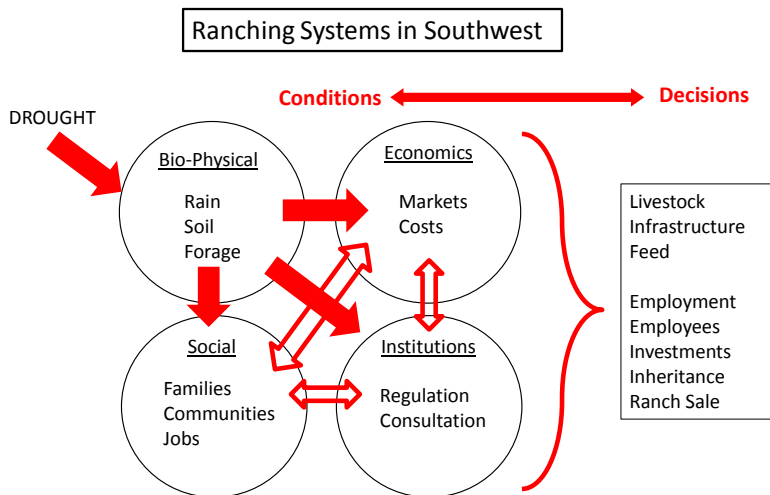 Ranching Systems in Southwest
Conditions
Decisions
DROUGHT
Bio-Physical
Rain
Soil
Forage
Economics
Markets
Costs
Social
Families
Communities
Jobs
Institutions
Regulation
Consultation
Livestock
Infrastructure
Feed
Employment
Employees
Investments
Inheritance
Ranch Sale